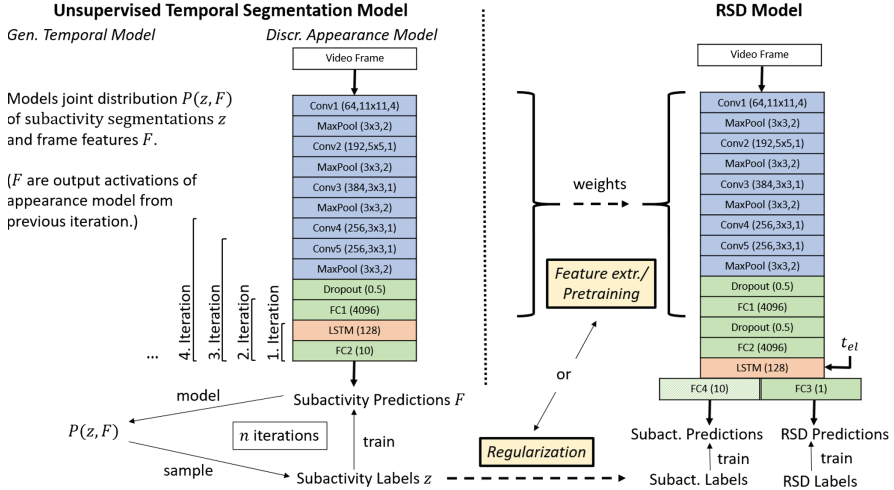 Unsupervised Temporal Segmentation Model
Gen. Temporal Model
Discr. Appearance Model
Video Frame
Models joint distribution P(z, F)
of subactivity segmentations z
and frame features F.
(F are output activations of
appearance model from
previous iteration.)
Conv1 (64,11x11,4)
MaxPool (3x3,2)
Conv2 (192,5x5,1)
MaxPool (3x3,2)
Conv3 (384,3x3,1)
MaxPool (3x3,2)
Conv4 (256,3x3,1)
Conv5 (256,3x3,1)
MaxPool (3x3,2)
Dropout (0.5)
FC1 (4096)
LSTM (128)
FC2 (10)
...
4. Iteration
3. Iteration
2. Iteration
1. Iteration
model
Subactivity Predictions F
P(z, F)
n iterations
train
sample
Subactivity Labels z
weights
Feature extr./
Pretraining
or
Regularization
RSD Model
Video Frame
Conv1 (64,11x11,4)
MaxPool (3x3,2)
Conv2 (192,5x5,1)
MaxPool (3x3,2)
Conv3 (384,3x3,1)
MaxPool (3x3,2)
Conv4 (256,3x3,1)
Conv5 (256,3x3,1)
MaxPool (3x3,2)
Dropout (0.5)
FC1 (4096)
Dropout (0.5)
FC2 (4096)
LSTM (128)
t_el
FC4 (10)
FC3 (1)
Subact. Predictions
RSD Predictions
train
train
Subact. Labels
RSD Labels